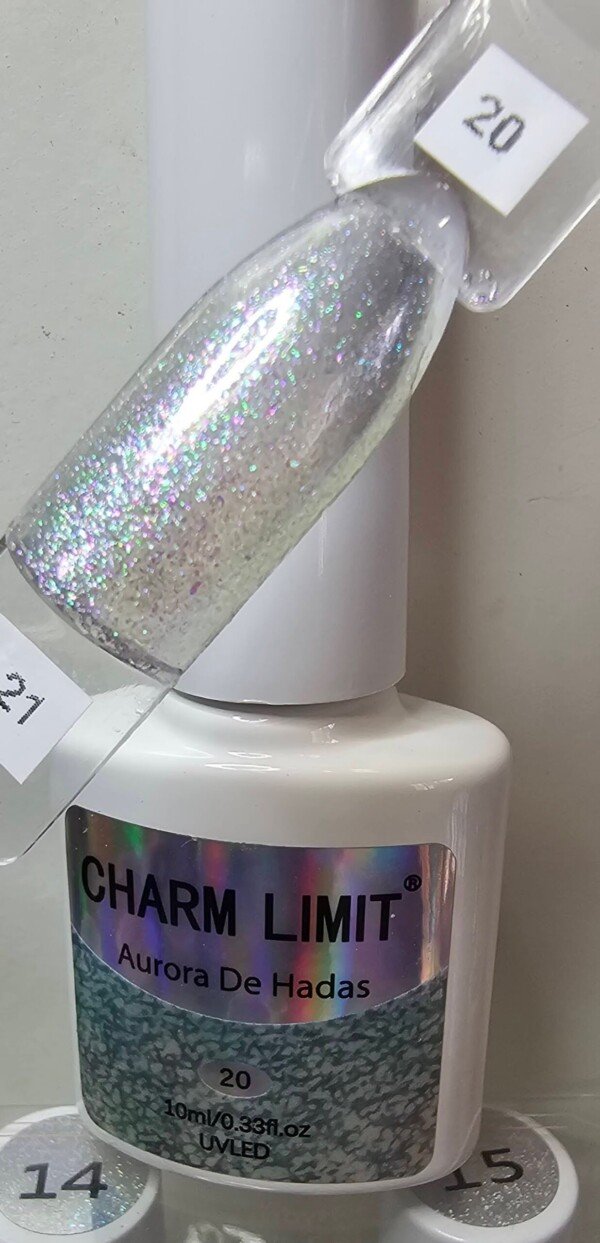 20
21
CHARM LIMIT®
Aurora De Hadas
20
10ml/0.33fl.oz
UVLED
14
15